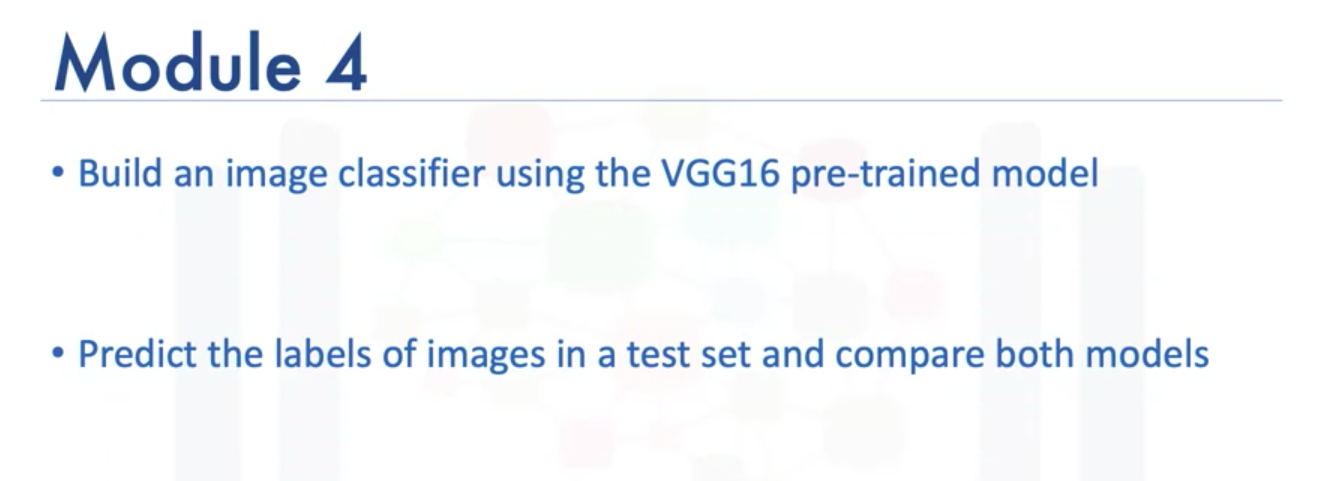 Module 4
• Build an image classifier using the VGG16 pre-trained model
• Predict the labels of images in a test set and compare both models